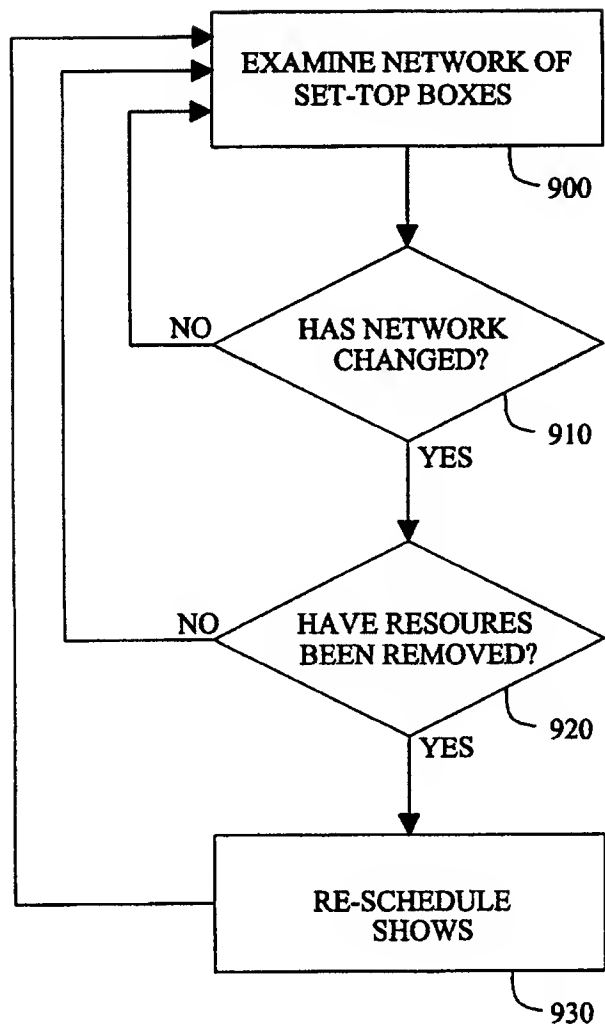 EXAMINE NETWORK OF
SET-TOP BOXES
900
NO
HAS NETWORK
CHANGED?
910
YES
NO
HAVE RESOURES
BEEN REMOVED?
920
YES
RE-SCHEDULE
SHOWS
930